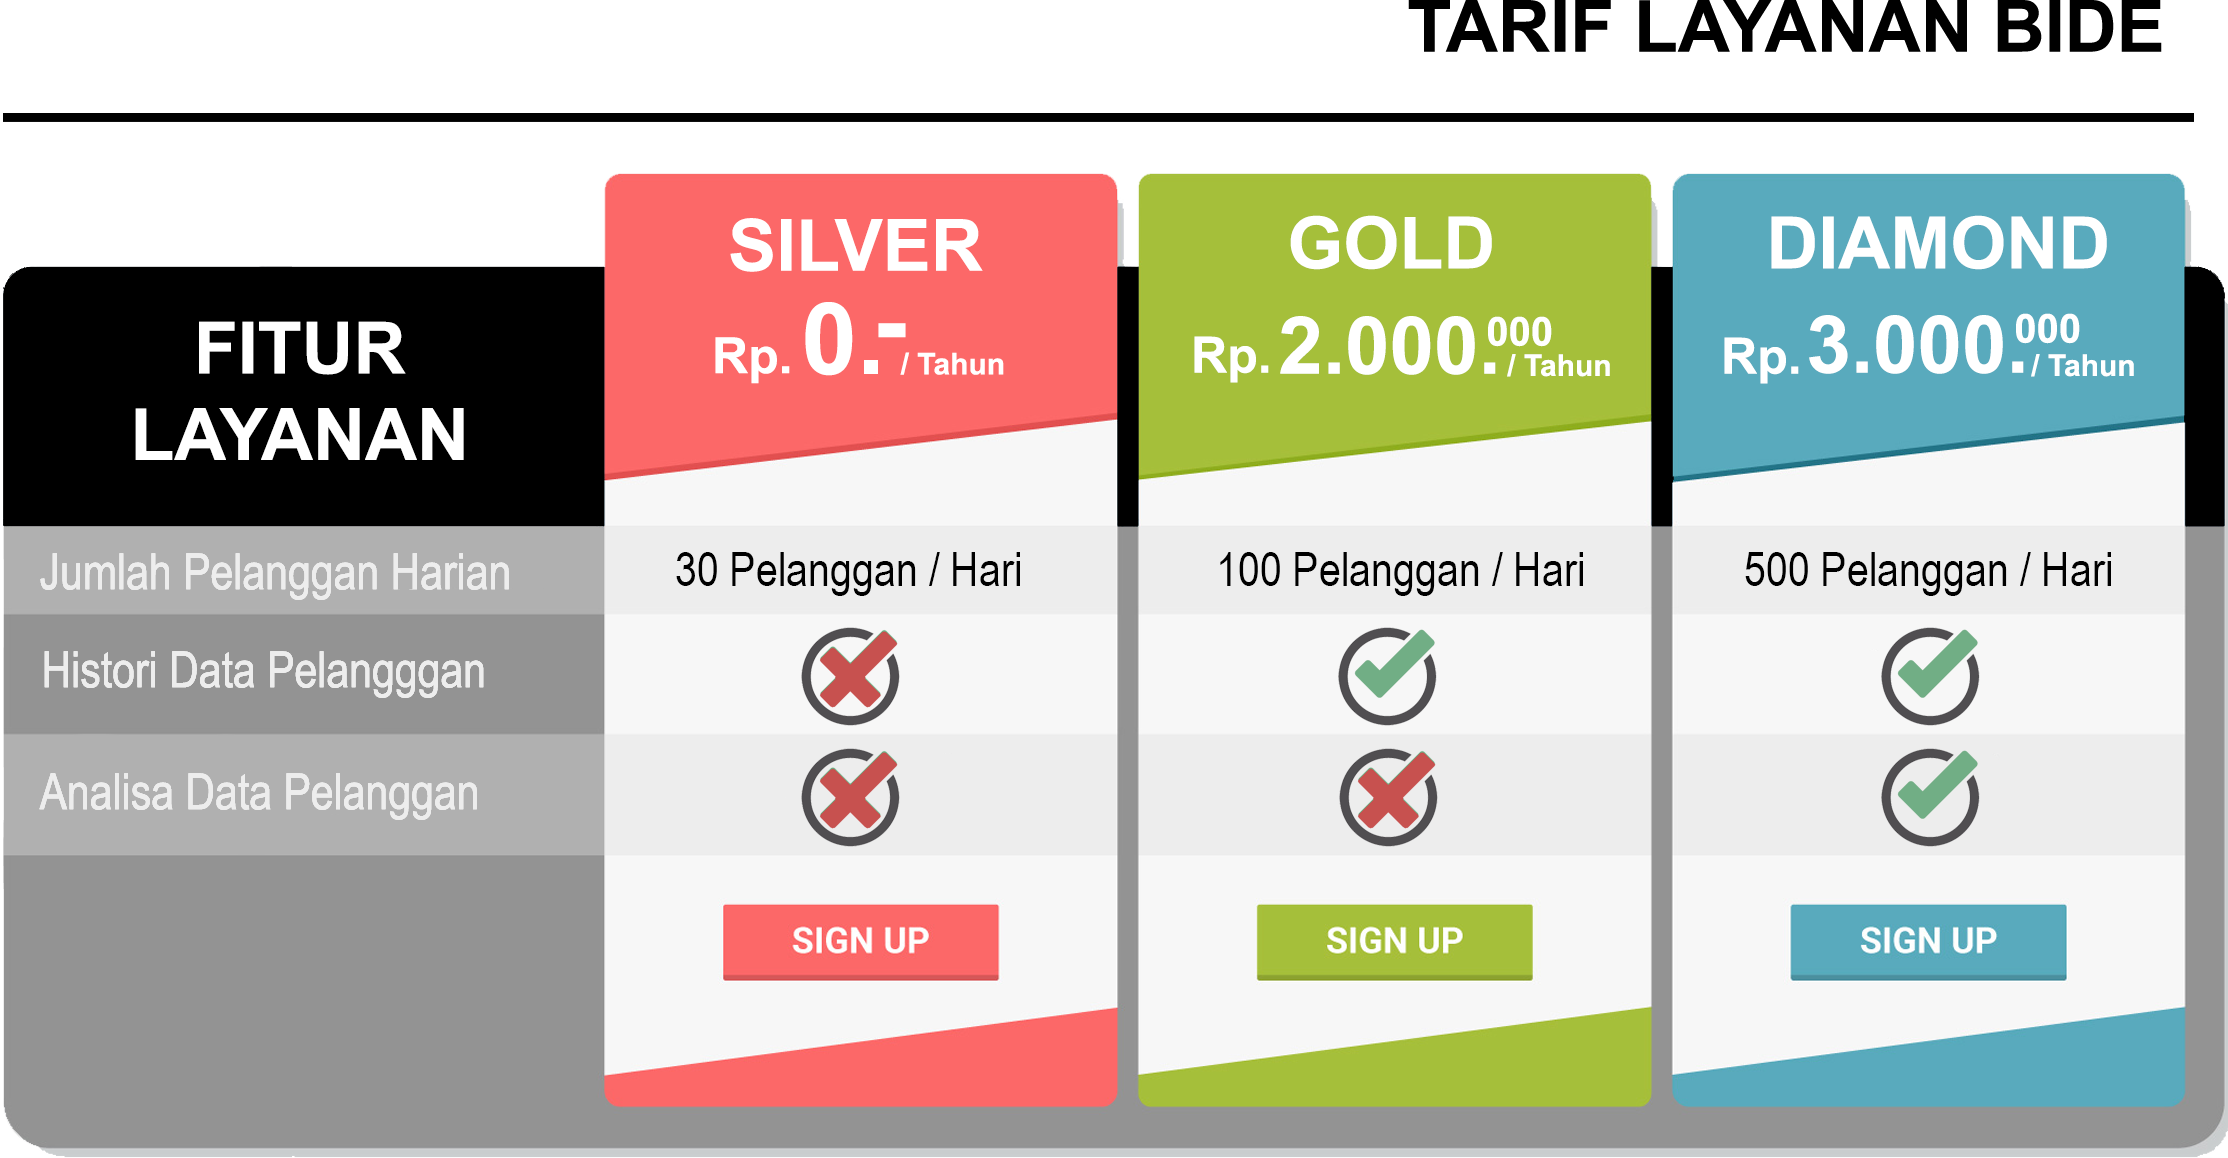 TARIF LAYANAN BIDE
FITUR
LAYANAN
SILVER
Rp. 0.- / Tahun
GOLD
Rp. 2.000.000 / Tahun
DIAMOND
Rp. 3.000.000 / Tahun
Jumlah Pelanggan Harian
30 Pelanggan / Hari
100 Pelanggan / Hari
500 Pelanggan / Hari
Histori Data Pelangggan
Analisa Data Pelanggan
SIGN UP
SIGN UP
SIGN UP